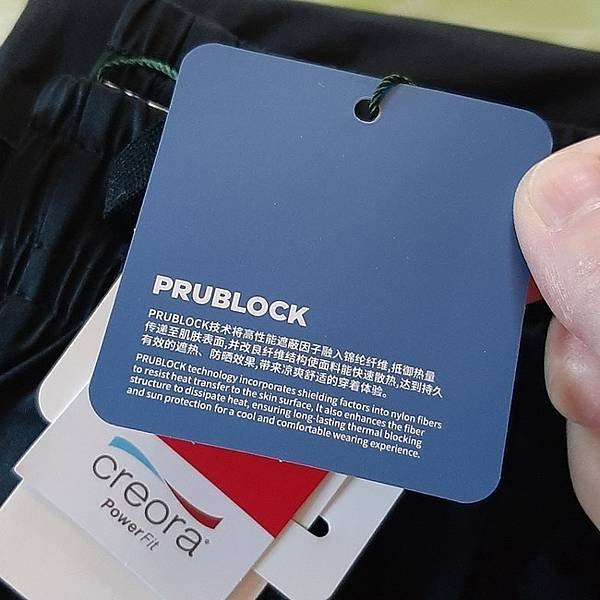 PRUBLOCK
PRUBLOCK技术将高性能遮蔽因子融入锦纶纤维,抵御热量
传递至肌肤表面,并改良纤维结构使面料能快速散热,达到持久
有效的遮热、防晒效果,带来凉爽舒适的穿着体验。
PRUBLOCK technology incorporates shielding factors into nylon fibers
to resist heat transfer to the skin surface, it also enhances the fiber
structure to dissipate heat, ensuring long-lasting thermal blocking
and sun protection for a cool and comfortable wearing experience.
creora®
PowerFit